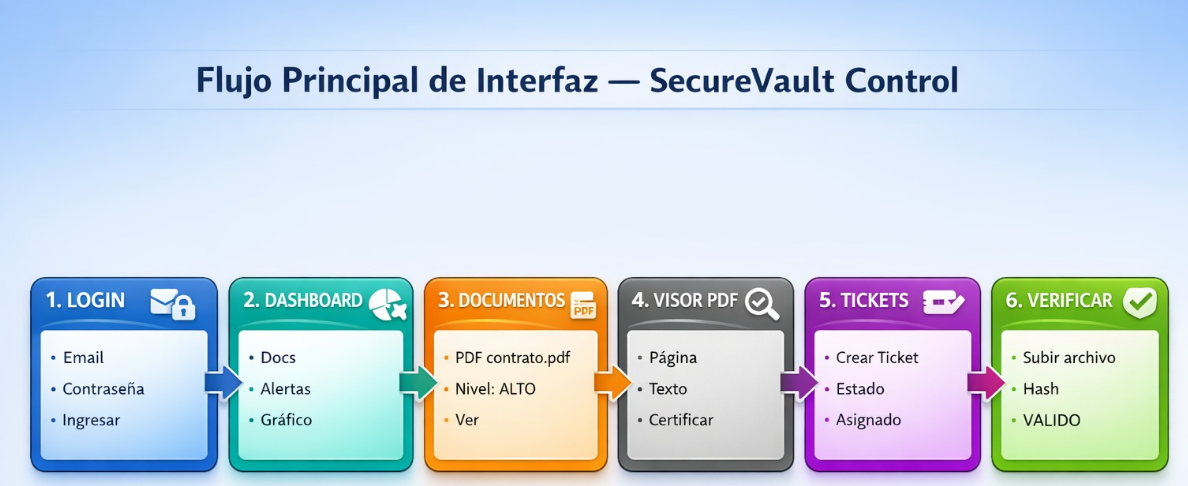 Flujo Principal de Interfaz — SecureVault Control
1. LOGIN
• Email
• Contraseña
• Ingresar
2. DASHBOARD
• Docs
• Alertas
• Gráfico
3. DOCUMENTOS
PDF
• PDF contrato.pdf
• Nivel: ALTO
• Ver
4. VISOR PDF
• Página
• Texto
• Certificar
5. TICKETS
• Crear Ticket
• Estado
• Asignado
6. VERIFICAR
• Subir archivo
• Hash
• VALIDO